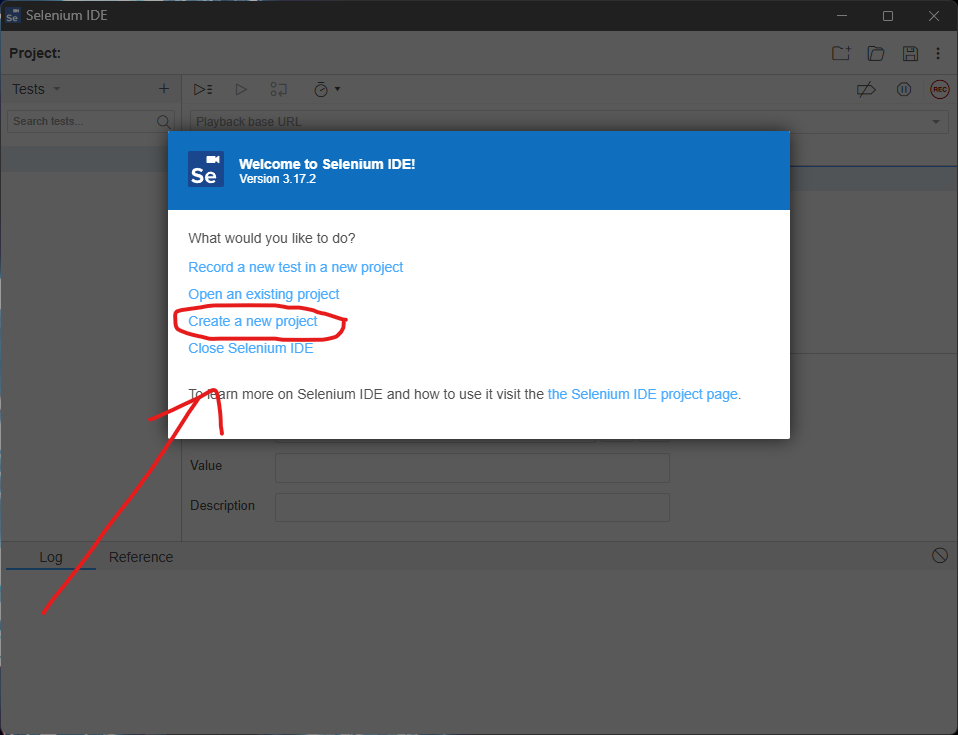 Se Selenium IDE
Project:
Tests
REC
Search tests...
Playback base URL
Se
Welcome to Selenium IDE!
Version 3.17.2
What would you like to do?
Record a new test in a new project
Open an existing project
Create a new project
Close Selenium IDE
To learn more on Selenium IDE and how to use it visit the the Selenium IDE project page.
Value
Description
Log Reference